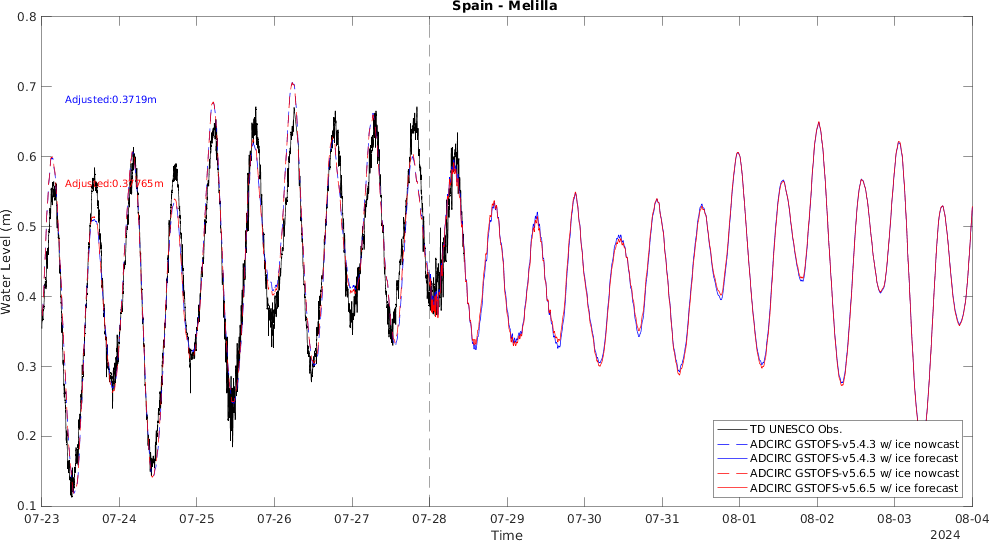 Spain - Melilla
0.8
0.7
0.6
0.5
0.4
0.3
0.2
0.1
Water Level (m)
Adjusted:0.3719m
Adjusted:0.37765m
TD UNESCO Obs.
ADCIRC GSTOFS-v5.4.3 w/ ice nowcast
ADCIRC GSTOFS-v5.4.3 w/ ice forecast
ADCIRC GSTOFS-v5.6.5 w/ ice nowcast
ADCIRC GSTOFS-v5.6.5 w/ ice forecast
07-23 07-24 07-25 07-26 07-27 07-28 07-29 07-30 07-31 08-01 08-02 08-03 08-04
Time
2024